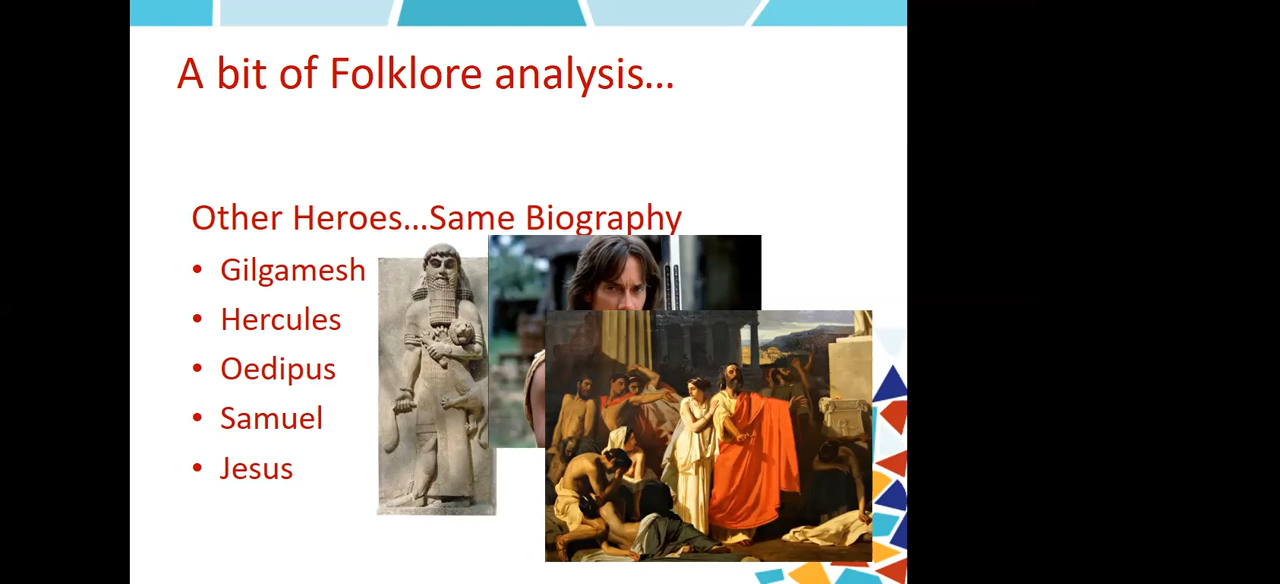 A bit of Folklore analysis...
Other Heroes...Same Biography
• Gilgamesh
• Hercules
• Oedipus
• Samuel
• Jesus